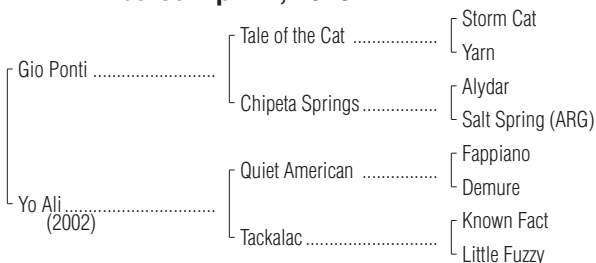 Storm Cat
Tale of the Cat ..................
Yarn
Gio Ponti ..........................
Alydar
Chipeta Springs ................
Salt Spring (ARG)
Fappiano
Quiet American ................
Demure
Yo Ali ................................
(2002)
Known Fact
Tackalac ............................
Little Fuzzy